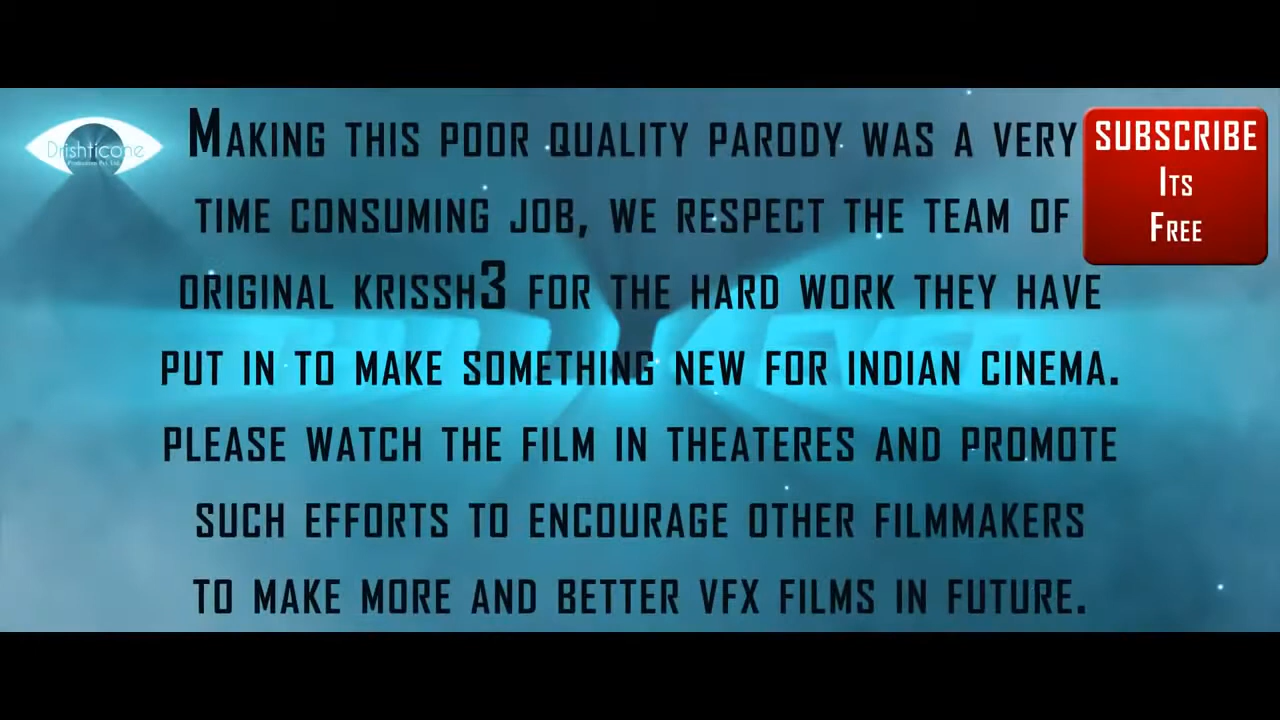 Drishticone
Production Pvt. Ltd.
Making this poor quality parody was a very
time consuming job, we respect the team of
original krissh3 for the hard work they have
put in to make something new for indian cinema.
please watch the film in theateres and promote
such efforts to encourage other filmmakers
to make more and better vfx films in future.
SUBSCRIBE
Its
Free